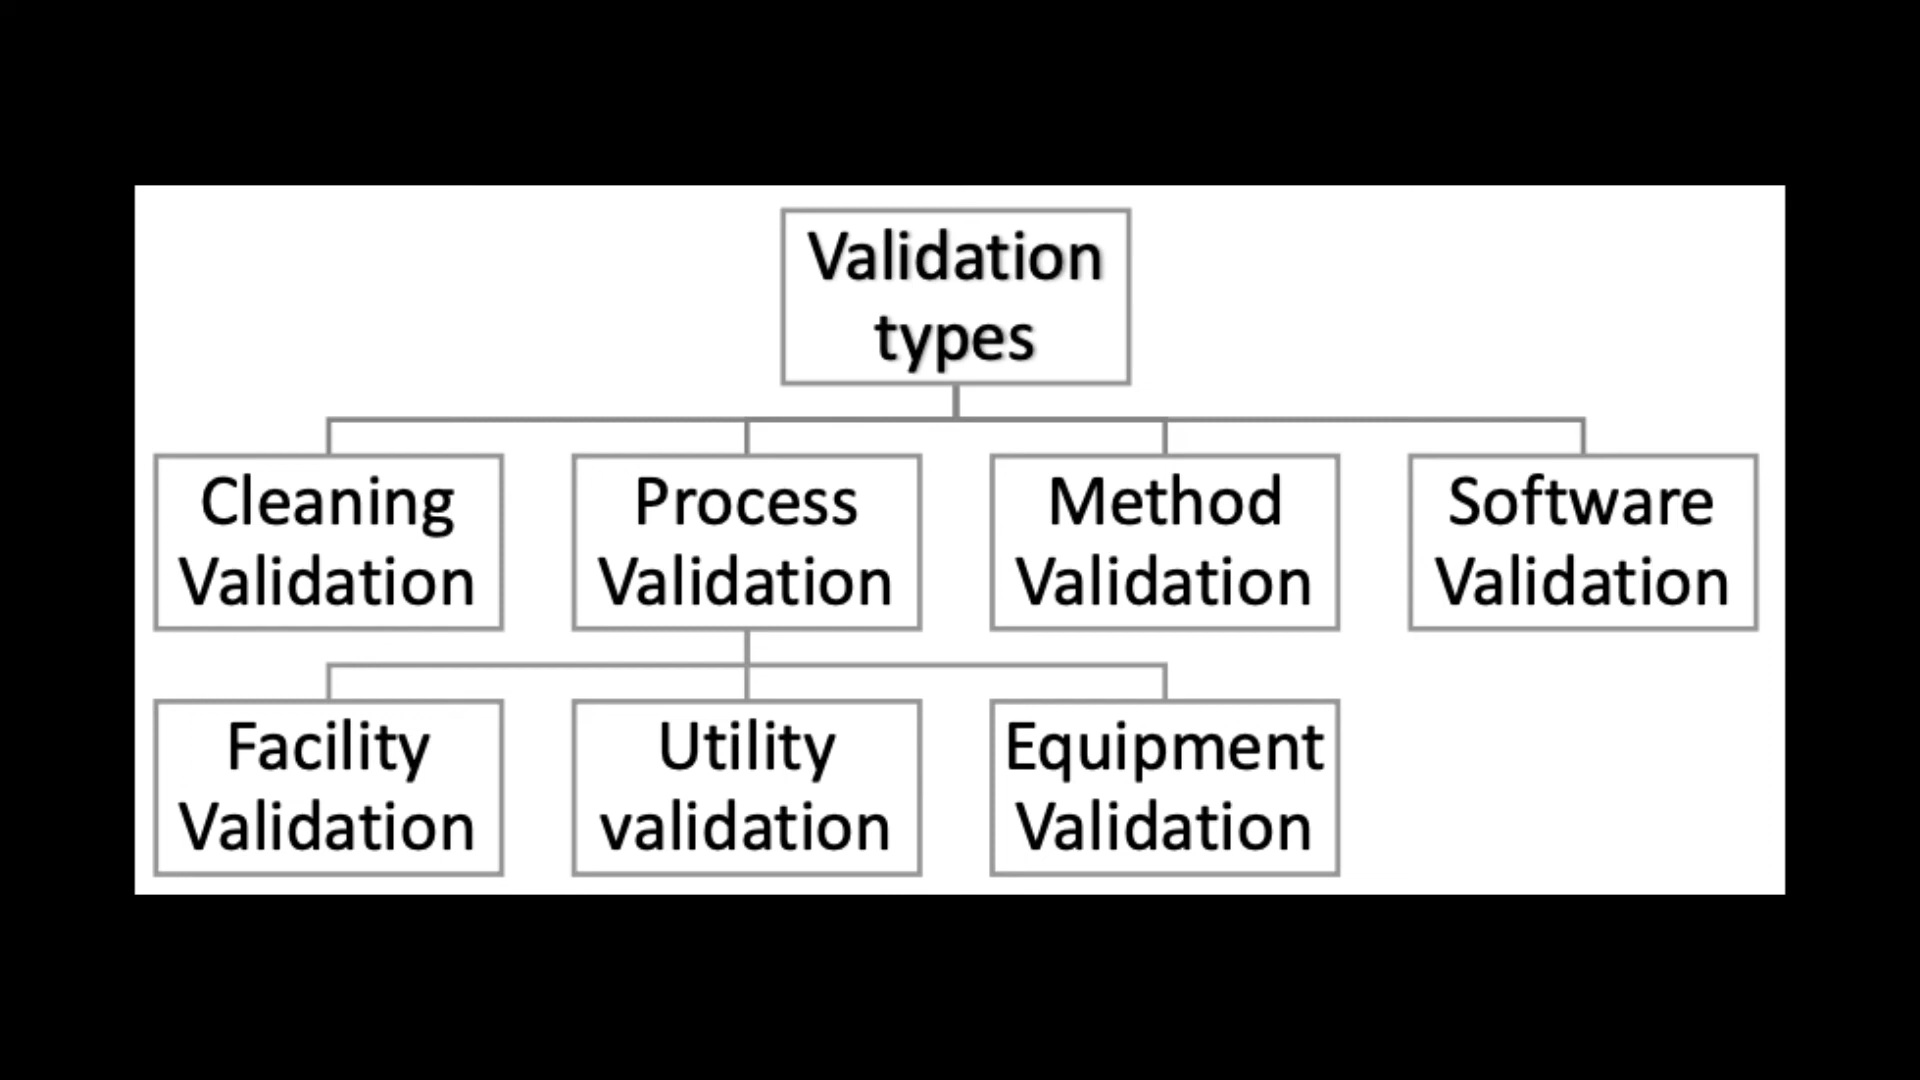 Validation
types
Cleaning
Validation
Process
Validation
Method
Validation
Software
Validation
Facility
Validation
Utility
validation
Equipment
Validation